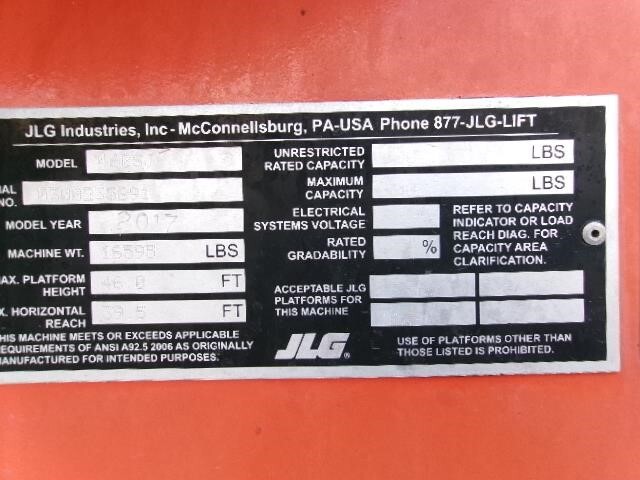 JLG Industries, Inc - McConnellsburg, PA-USA Phone 877-JLG-LIFT
MODEL
IAL NO.
MODEL YEAR 2017
MACHINE WT. 16595 LBS
AX. PLATFORM HEIGHT 46.0 FT
X. HORIZONTAL REACH 39.5 FT
THIS MACHINE MEETS OR EXCEEDS APPLICABLE
REQUIREMENTS OF ANSI A92.5 2006 AS ORIGINALLY
MANUFACTURED FOR INTENDED PURPOSES.
UNRESTRICTED
RATED CAPACITY LBS
MAXIMUM
CAPACITY LBS
ELECTRICAL
SYSTEMS VOLTAGE
RATED
GRADABILITY %
REFER TO CAPACITY
INDICATOR OR LOAD
REACH DIAG. FOR
CAPACITY AREA
CLARIFICATION.
ACCEPTABLE JLG
PLATFORMS FOR
THIS MACHINE
JLG®
USE OF PLATFORMS OTHER THAN
THOSE LISTED IS PROHIBITED.